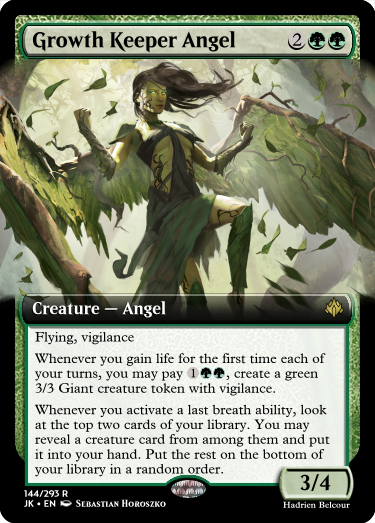 Growth Keeper Angel 2
Creature — Angel
Flying, vigilance
Whenever you gain life for the first time each of
your turns, you may pay 1, create a green
3/3 Giant creature token with vigilance.
Whenever you activate a last breath ability, look
at the top two cards of your library. You may
reveal a creature card from among them and put
it into your hand. Put the rest on the bottom of
your library in a random order.
3/4
144/293 R
JK • EN Sebastian Horoszko
Hadrien Belcour